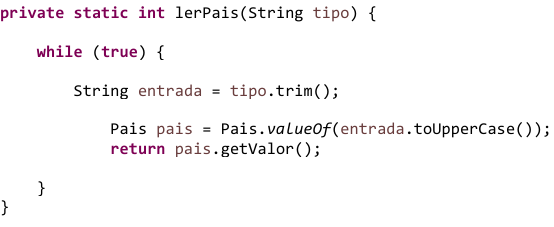 private static int lerPais(String tipo) {
while (true) {
String entrada = tipo.trim();
Pais pais = Pais.valueOf(entrada.toUpperCase());
return pais.getValor();
}
}